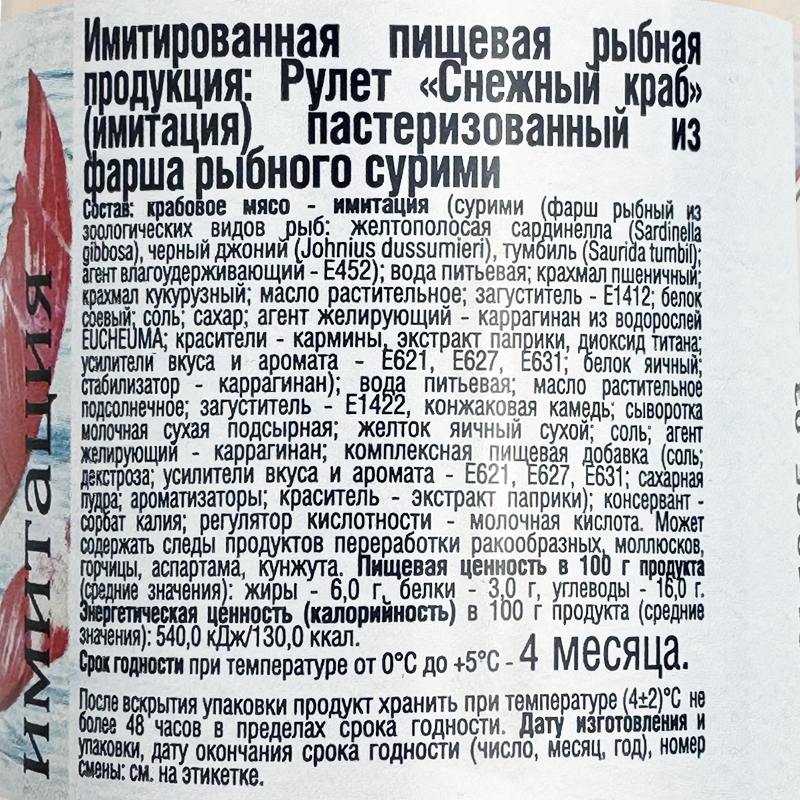 Имитированная пищевая рыбная
продукция: Рулет «Снежный краб»
(имитация) пастеризованный из
фарша рыбного сурими
Состав: крабовое мясо - имитация (сурими (фарш рыбный из
зоологических видов рыб: желтополосая сардинелла (Sardinella
gibbosa), черный джоний (Johnius dussumieri), тумбиль (Saurida tumbil);
агент влагоудерживающий - Е452); вода питьевая; крахмал пшеничный;
крахмал кукурузный; масло растительное; загуститель - Е1412; белок
соевый; соль; сахар; агент желирующий - каррагинан из водорослей
EUCHEUMA; красители - кармины, экстракт паприки, диоксид титана;
усилители вкуса и аромата - Е621, Е627, Е631; белок яичный;
стабилизатор - каррагинан); вода питьевая; масло растительное
подсолнечное; загуститель - Е1422, конжаковая камедь; сыворотка
молочная сухая подсырная; желток яичный сухой; соль; агент
желирующий - каррагинан; комплексная пищевая добавка (соль;
декстроза; усилители вкуса и аромата - Е621, Е627, Е631; сахарная
пудра; ароматизаторы; краситель - экстракт паприки); консервант -
сорбат калия; регулятор кислотности - молочная кислота. Может
содержать следы продуктов переработки ракообразных, моллюсков,
горчицы, аспартама, кунжута. Пищевая ценность в 100 г продукта
(средние значения): жиры - 6,0 г, белки - 3,0 г, углеводы - 16,0 г.
Энергетическая ценность (калорийность) в 100 г продукта (средние
значения): 540,0 кДж/130,0 ккал.
Срок годности при температуре от 0°С до +5°С - 4 месяца.
После вскрытия упаковки продукт хранить при температуре (4±2)°С не
более 48 часов в пределах срока годности. Дату изготовления и
упаковки, дату окончания срока годности (число, месяц, год), номер
смены: см. на этикетке.
ИМИТАЦИЯ